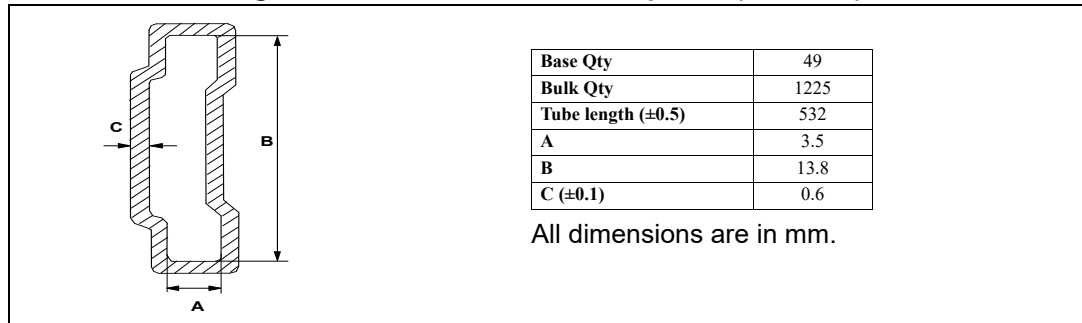 C
B
A
Base Qty 49
Bulk Qty 1225
Tube length (±0.5) 532
A 3.5
B 13.8
C (±0.1) 0.6
All dimensions are in mm.